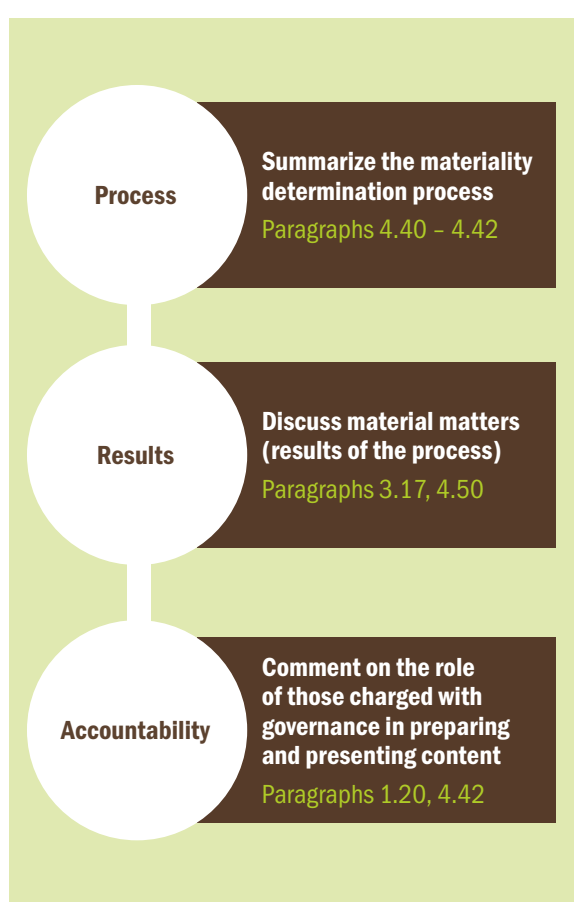 Process
Summarize the materiality
determination process
Paragraphs 4.40 – 4.42
Results
Discuss material matters
(results of the process)
Paragraphs 3.17, 4.50
Accountability
Comment on the role
of those charged with
governance in preparing
and presenting content
Paragraphs 1.20, 4.42